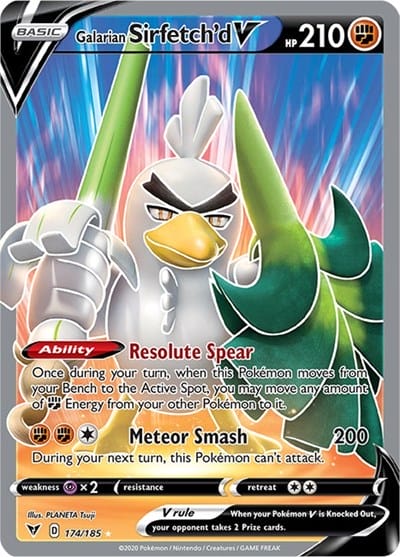 BASIC Galarian Sirfetch'd V HP 210
Ability Resolute Spear
Once during your turn, when this Pokémon moves from
your Bench to the Active Spot, you may move any amount
of Energy from your other Pokémon to it.
Meteor Smash 200
During your next turn, this Pokémon can't attack.
weakness ×2 resistance retreat
Illus. PLANETA Tsuji
D 174/185
V rule When your Pokémon V is Knocked Out,
your opponent takes 2 Prize cards.
©2020 Pokémon / Nintendo / Creatures / GAME FREAK